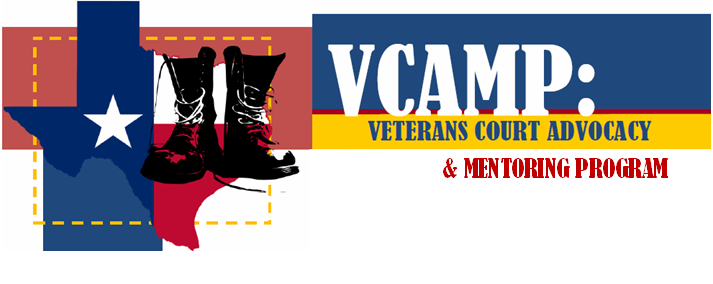 VCAMP:
VETERANS COURT ADVOCACY
& MENTORING PROGRAM